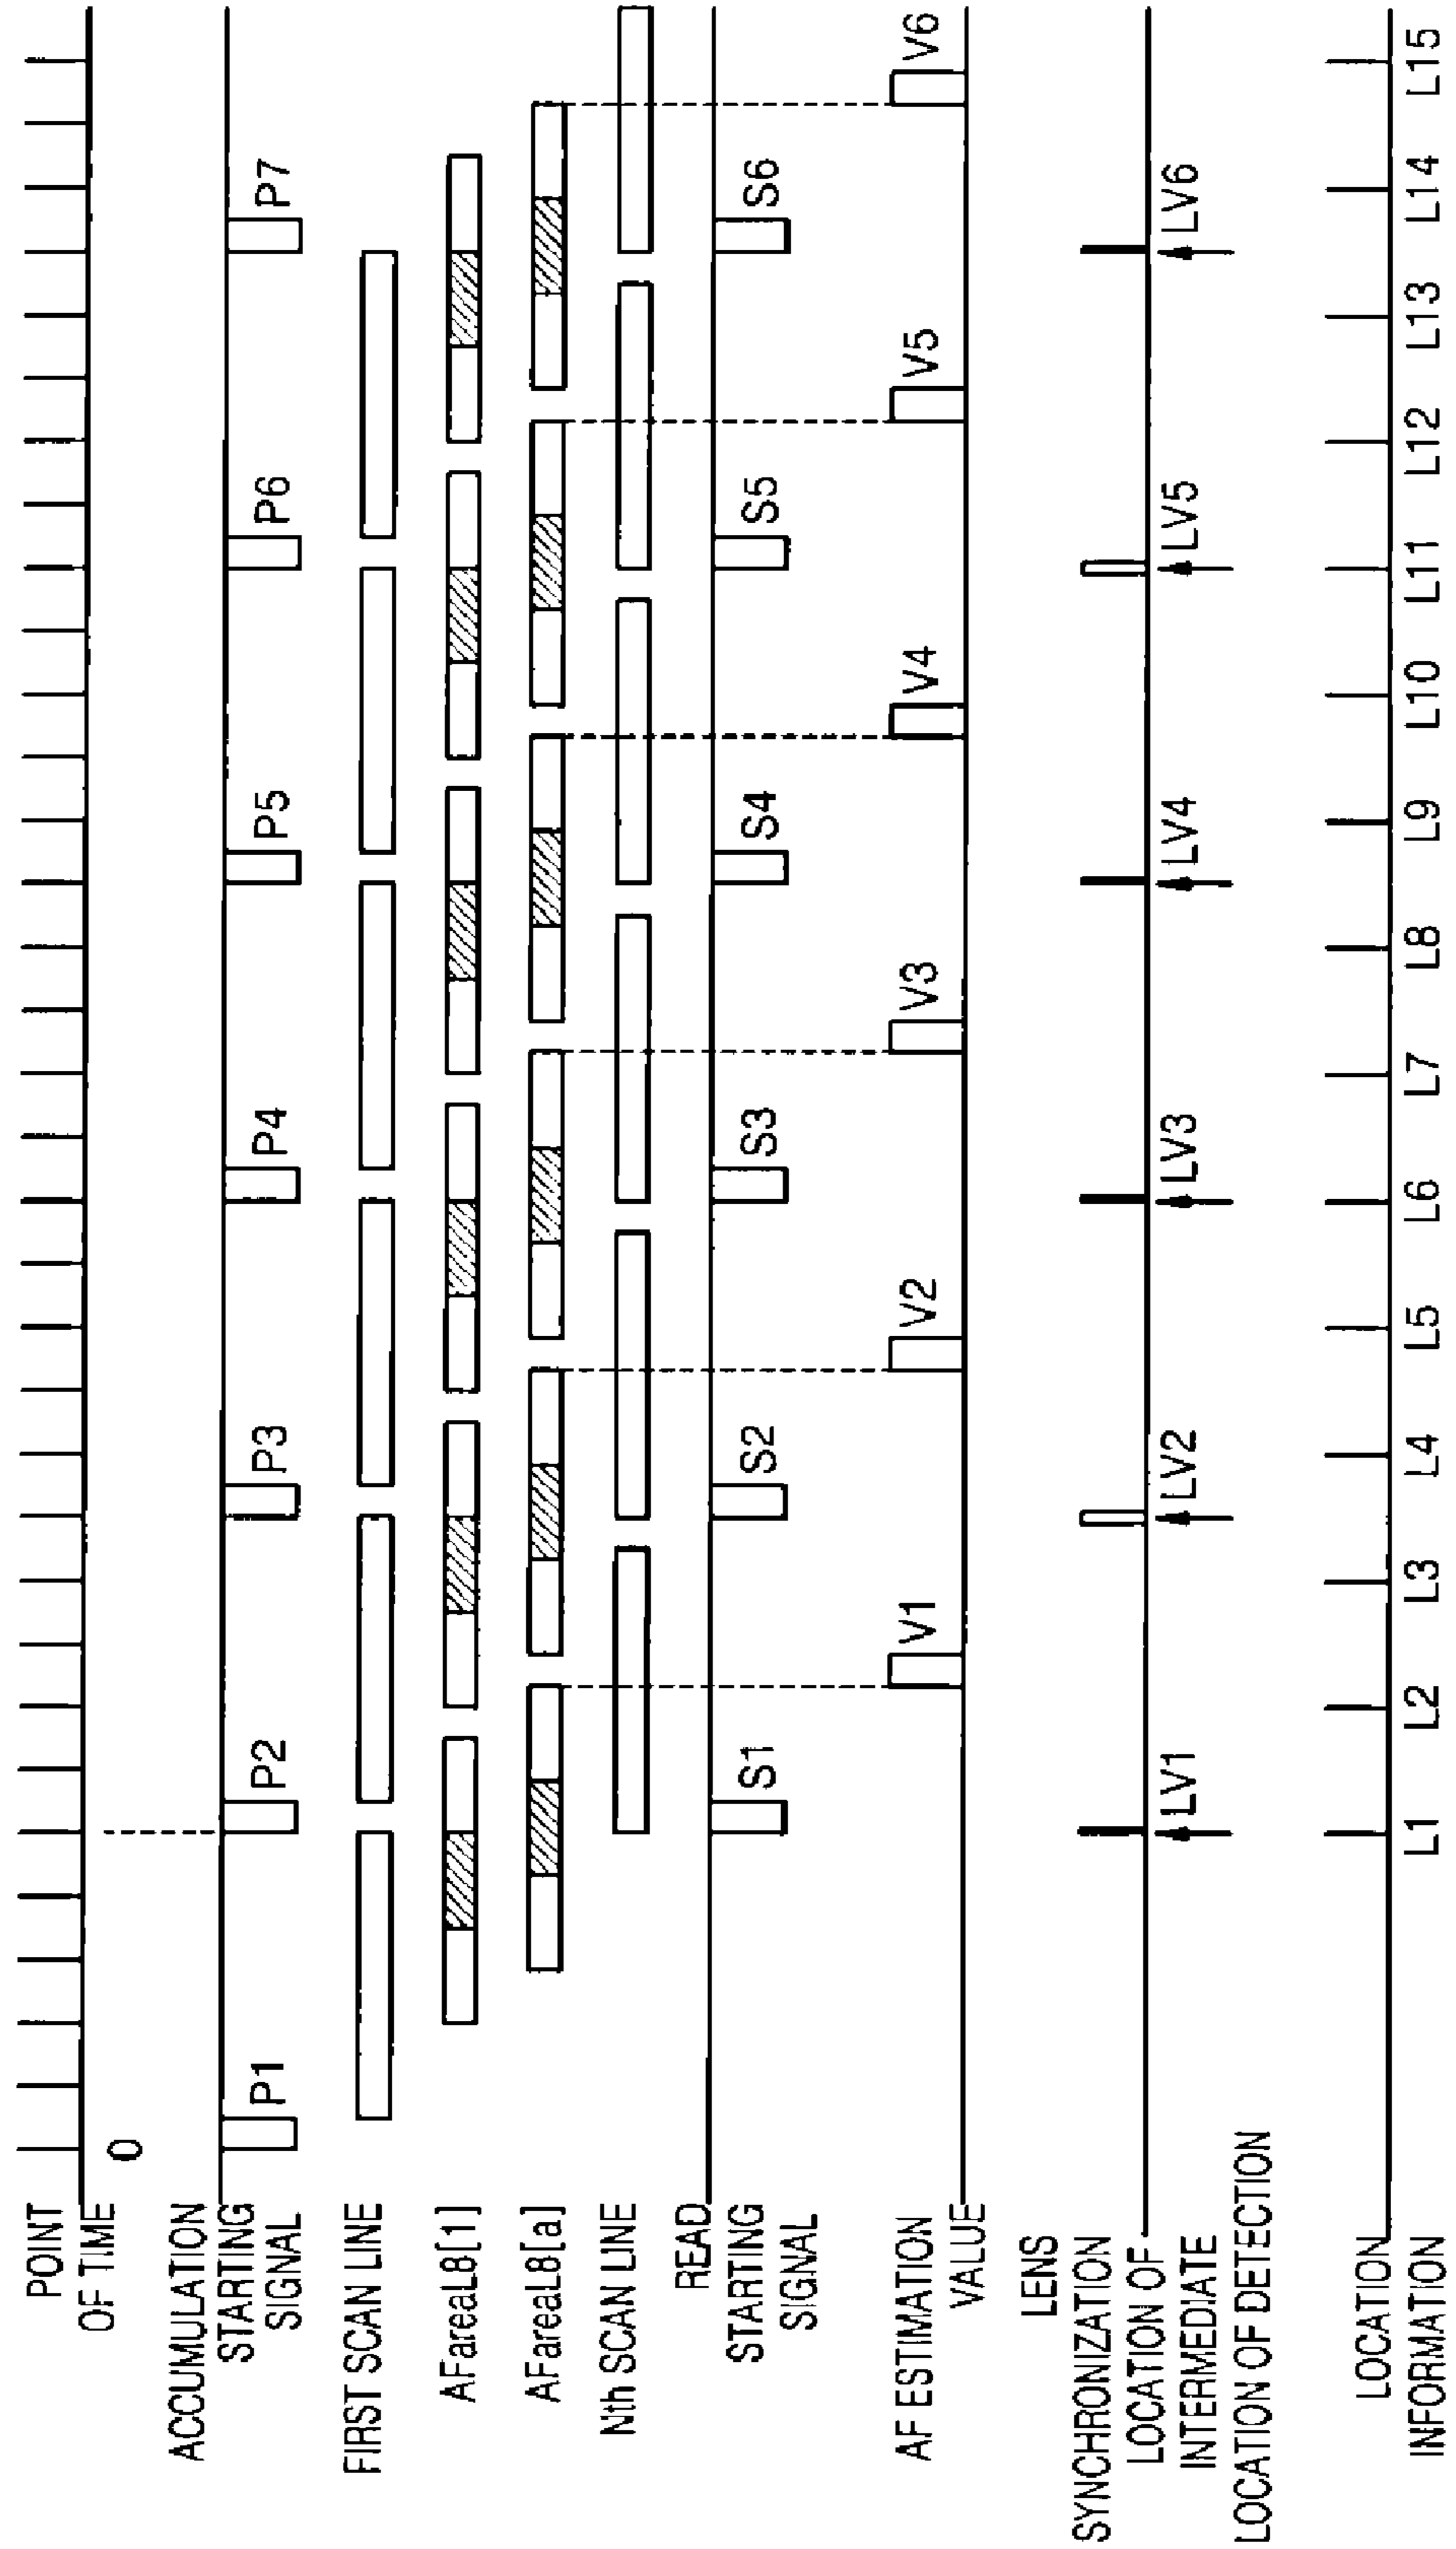 POINT
OF TIME
0
ACCUMULATION
STARTING
SIGNAL
P1 P2 P3 P4 P5 P6 P7
FIRST SCAN LINE
AFareaL8[1]
AFareaL8[a]
Nth SCAN LINE
READ
STARTING
SIGNAL
S1 S2 S3 S4 S5 S6
AF ESTIMATION
VALUE
V1 V2 V3 V4 V5 V6
LENS
SYNCHRONIZATION
LOCATION OF
INTERMEDIATE
LOCATION OF DETECTION
LV1 LV2 LV3 LV4 LV5 LV6
LOCATION
INFORMATION
L1 L2 L3 L4 L5 L6 L7 L8 L9 L10 L11 L12 L13 L14 L15